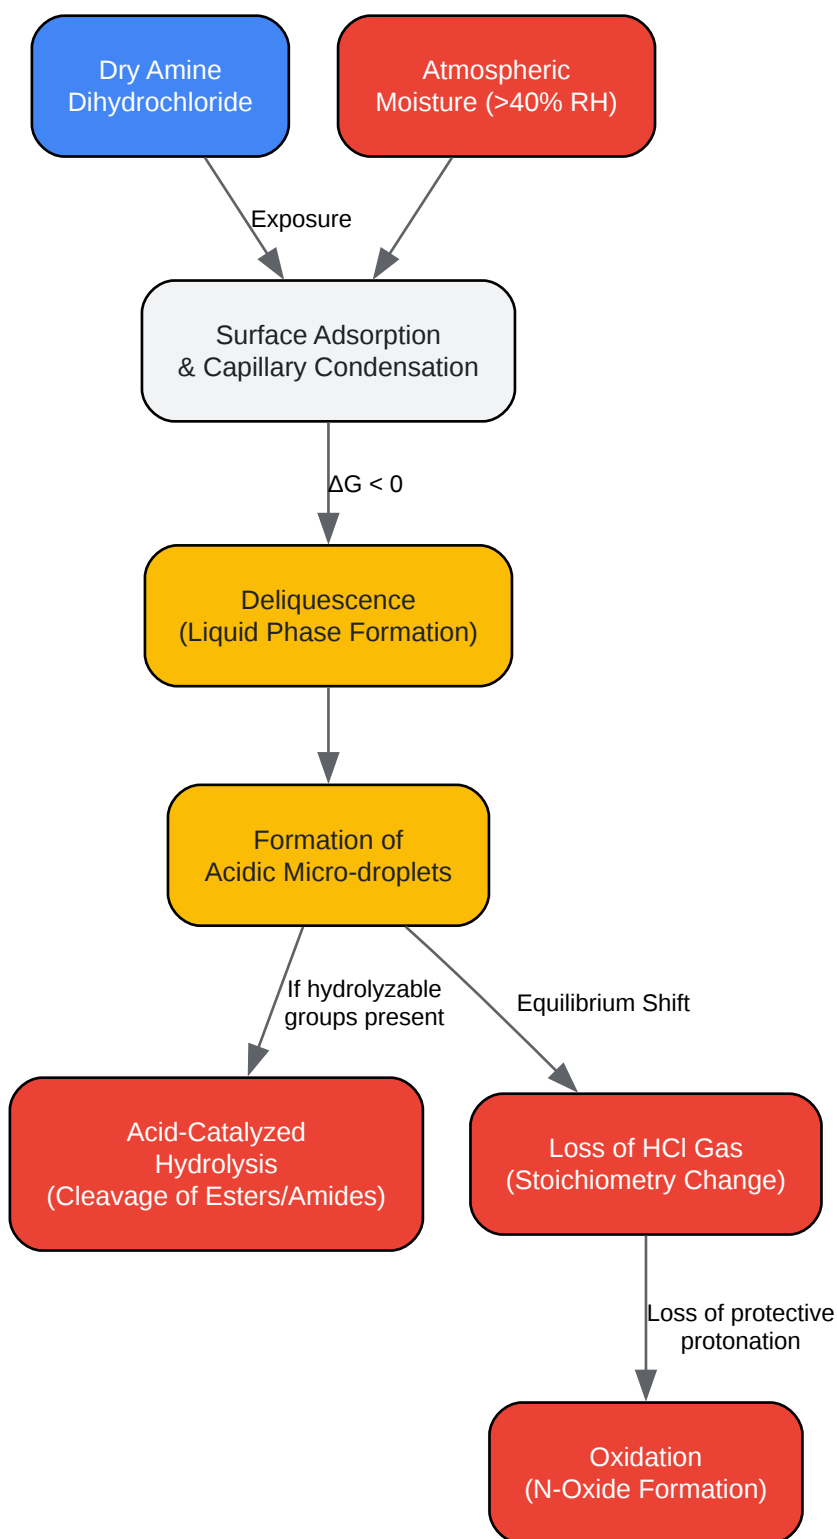 Dry Amine
Dihydrochloride
Atmospheric
Moisture (>40% RH)
Exposure
Surface Adsorption
& Capillary Condensation
ΔG < 0
Deliquescence
(Liquid Phase Formation)
Formation of
Acidic Micro-droplets
If hydrolyzable
groups present
Equilibrium Shift
Acid-Catalyzed
Hydrolysis
(Cleavage of Esters/Amides)
Loss of HCl Gas
(Stoichiometry Change)
Loss of protective
protonation
Oxidation
(N-Oxide Formation)